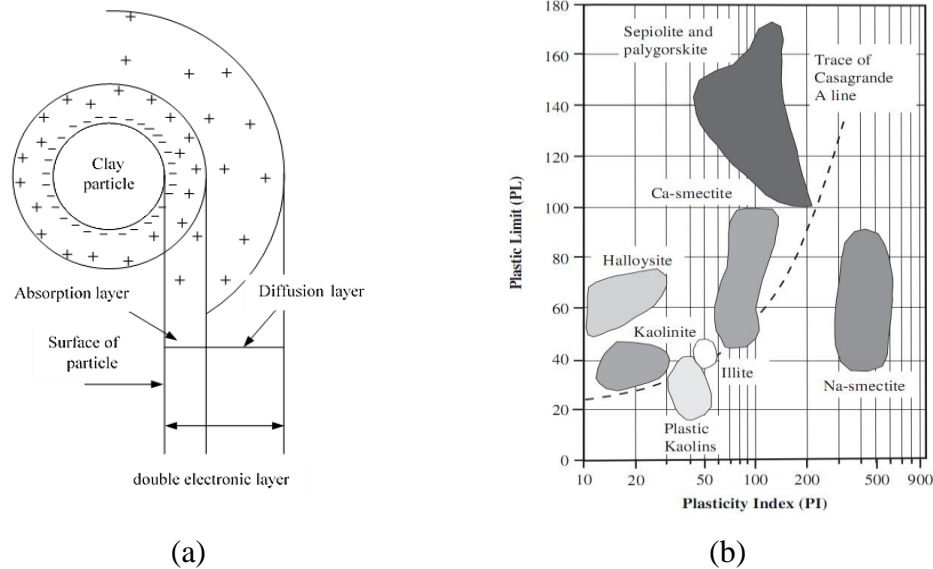 Clay
particle
Absorption layer
Diffusion layer
Surface of
particle
double electronic layer
(a)
Plastic Limit (PL)
180
160
140
120
100
80
60
40
20
0
Sepiolite and
palygorskite
Trace of
Casagrande
A line
Ca-smectite
Halloysite
Kaolinite
Illite
Na-smectite
Plastic
Kaolins
10 20 50 100 200 500 900
Plasticity Index (PI)
(b)